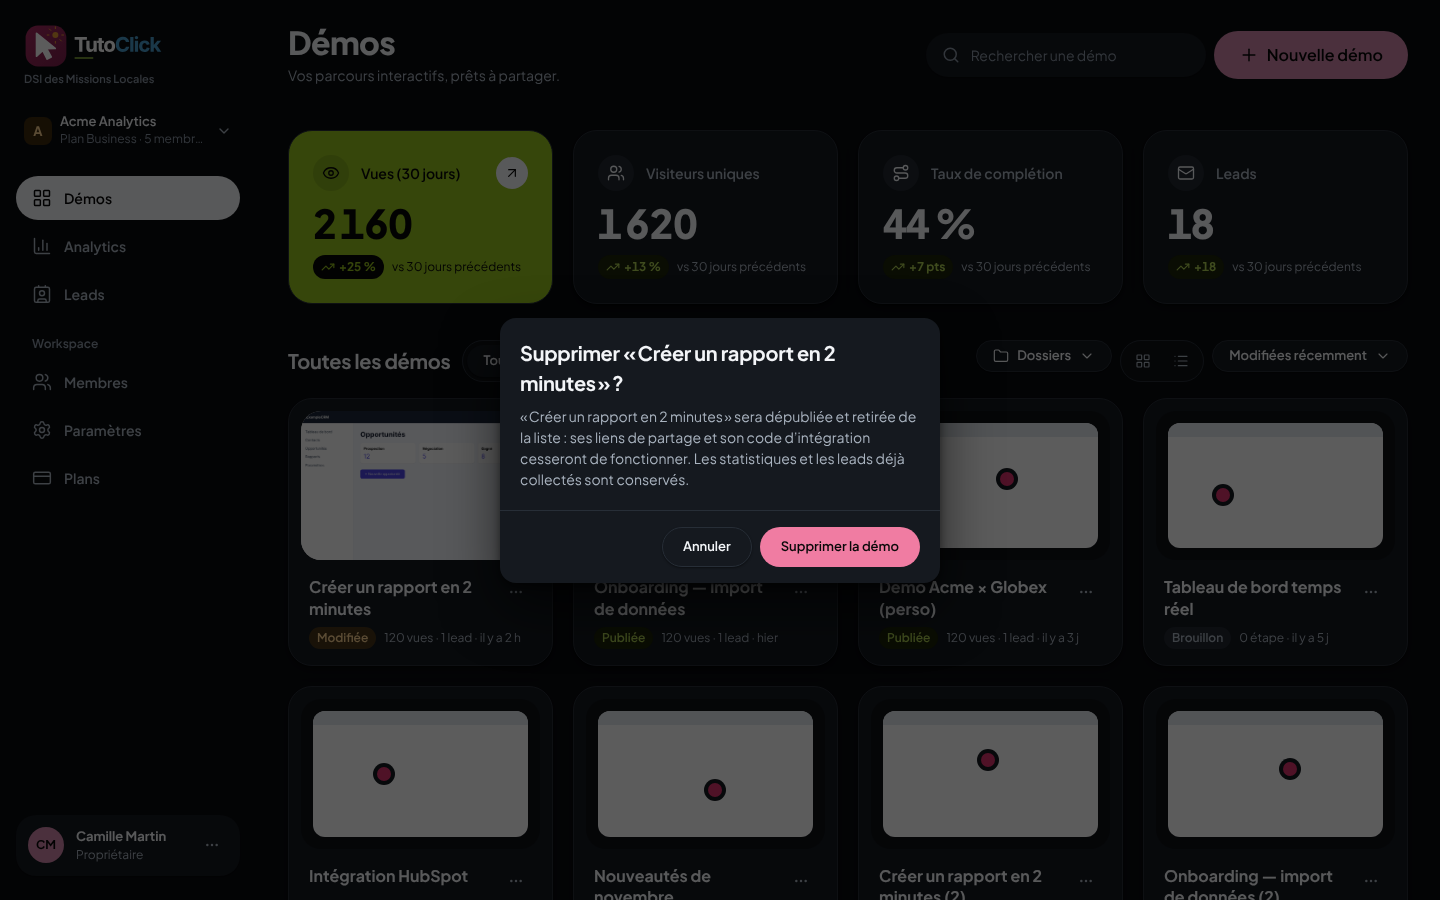 TutoClick
DSI des Missions Locales
A
Acme Analytics
Plan Business · 5 membr...
Démos
Analytics
Leads
Workspace
Membres
Paramètres
Plans
CM
Camille Martin
Propriétaire
Démos
Vos parcours interactifs, prêts à partager.
Rechercher une démo
Nouvelle démo
Vues (30 jours)
2 160
+25 % vs 30 jours précédents
Visiteurs uniques
1 620
+13 % vs 30 jours précédents
Taux de complétion
44 %
+7 pts vs 30 jours précédents
Leads
18
+18 vs 30 jours précédents
Toutes les démos
Dossiers
Modifiées récemment
Supprimer « Créer un rapport en 2
minutes » ?
« Créer un rapport en 2 minutes » sera dépubliée et retirée de
la liste : ses liens de partage et son code d'intégration
cesseront de fonctionner. Les statistiques et les leads déjà
collectés sont conservés.
Annuler
Supprimer la démo
Opportunités
Créer un rapport en 2
minutes
Modifiée 120 vues · 1 lead · il y a 2 h
Onboarding — import
de données
Publiée 120 vues · 1 lead · hier
Démo Acme × Globex
(perso)
Publiée 120 vues · 1 lead · il y a 3 j
Tableau de bord temps
réel
Brouillon 0 étape · il y a 5 j
Intégration HubSpot
Nouveautés de
novembre
Créer un rapport en 2
minutes (2)
Onboarding — import
de données (2)